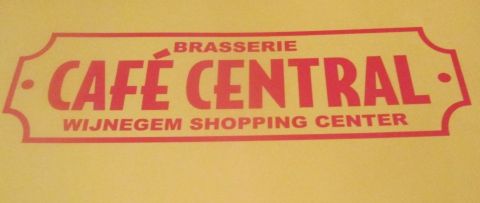 BRASSERIE
CAFÉ CENTRAL
WIJNEGEM SHOPPING CENTER